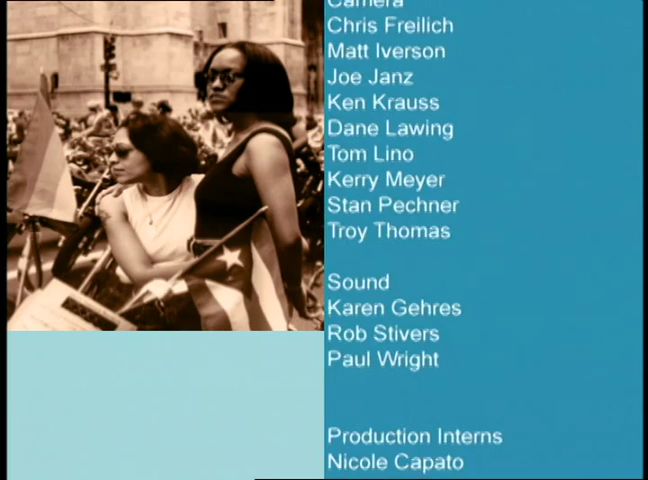 Camera
Chris Freilich
Matt Iverson
Joe Janz
Ken Krauss
Dane Lawing
Tom Lino
Kerry Meyer
Stan Pechner
Troy Thomas
Sound
Karen Gehres
Rob Stivers
Paul Wright
Production Interns
Nicole Capato